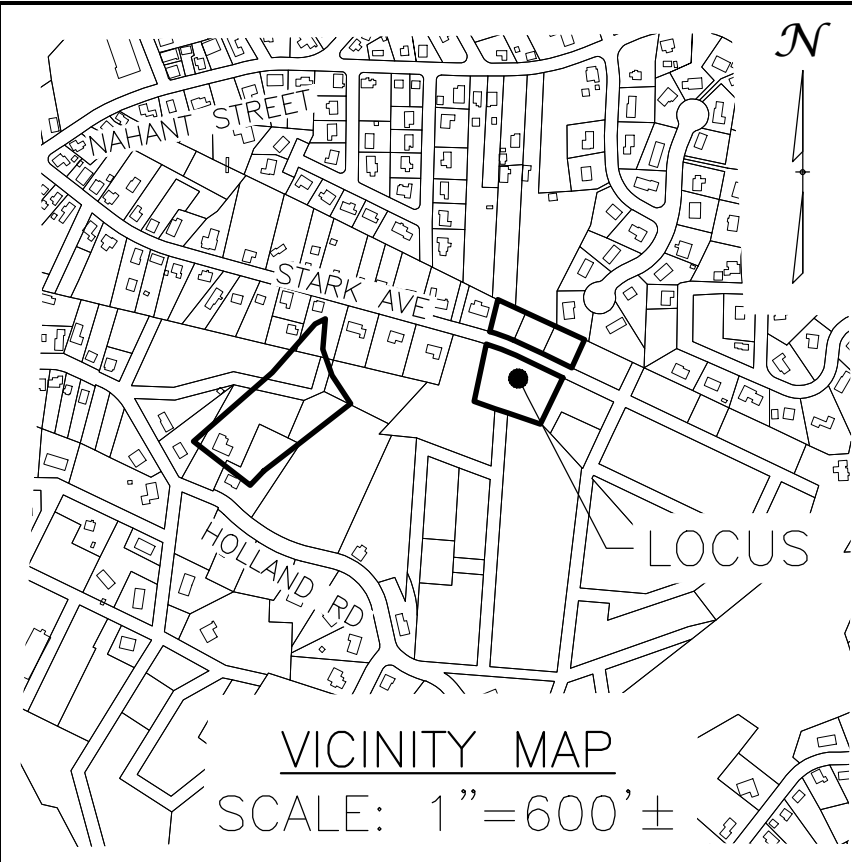 N
NAHANT STREET
STARK AVE
LOCUS
HOLLAND RD
VICINITY MAP
SCALE: 1"=600'±